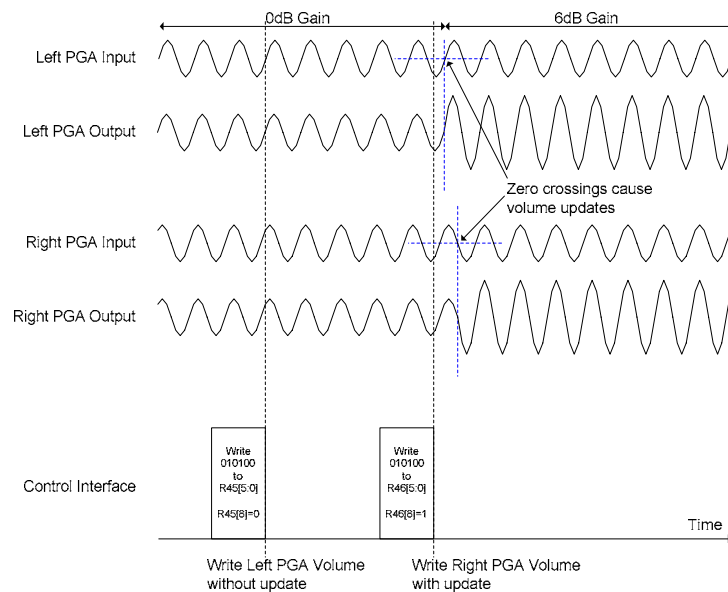 0dB Gain
6dB Gain
Left PGA Input
Left PGA Output
Zero crossings cause
volume updates
Right PGA Input
Right PGA Output
Write
010100
to
R45[5:0]
R45[8]=0
Write
010100
to
R46[5:0]
R46[8]=1
Control Interface
Time
Write Left PGA Volume
without update
Write Right PGA Volume
with update